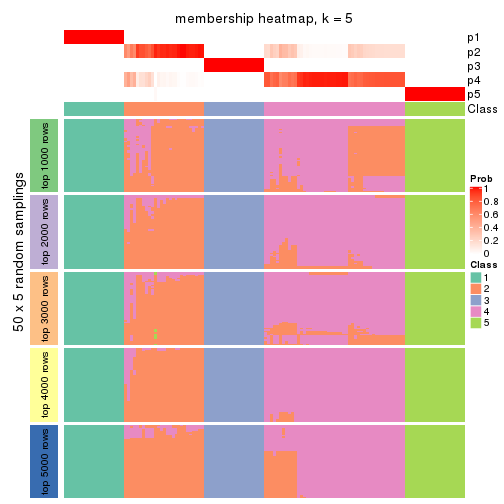 membership heatmap, k = 5
p1
p2
p3
p4
p5
Class
50 x 5 random samplings
top 1000 rows
top 2000 rows
top 3000 rows
top 4000 rows
top 5000 rows
Prob
1
0.8
0.6
0.4
0.2
0
Class
1
2
3
4
5